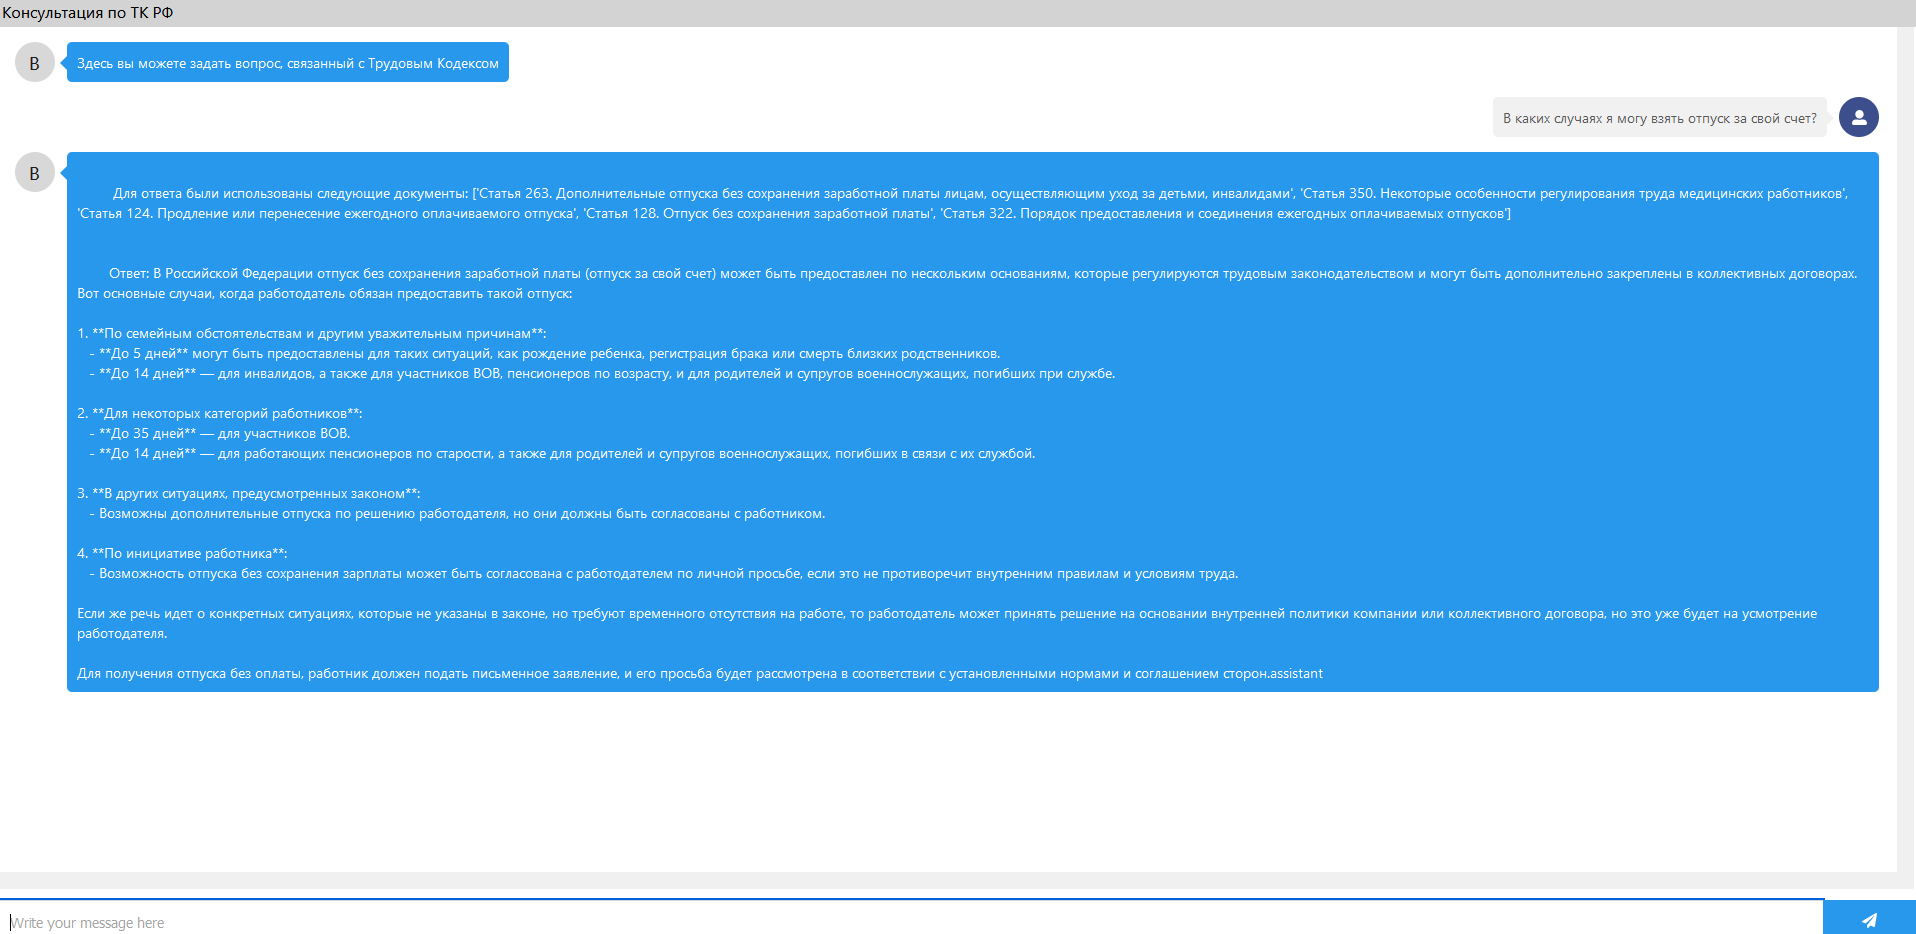 Консультация по ТК РФ
B
Здесь вы можете задать вопрос, связанный с Трудовым Кодексом
В каких случаях я могу взять отпуск за свой счет?
B
Для ответа были использованы следующие документы: ['Статья 263. Дополнительные отпуска без сохранения заработной платы лицам, осуществляющим уход за детьми, инвалидами', 'Статья 350. Некоторые особенности регулирования труда медицинских работников',
'Статья 124. Продление или перенесение ежегодного оплачиваемого отпуска', 'Статья 128. Отпуск без сохранения заработной платы', 'Статья 322. Порядок предоставления и соединения ежегодных оплачиваемых отпусков']
Ответ: В Российской Федерации отпуск без сохранения заработной платы (отпуск за свой счет) может быть предоставлен по нескольким основаниям, которые регулируются трудовым законодательством и могут быть дополнительно закреплены в коллективных договорах.
Вот основные случаи, когда работодатель обязан предоставить такой отпуск:
1. **По семейным обстоятельствам и другим уважительным причинам**:
- **До 5 дней** могут быть предоставлены для таких ситуаций, как рождение ребенка, регистрация брака или смерть близких родственников.
- **До 14 дней** — для инвалидов, а также для участников ВОВ, пенсионеров по возрасту, и для родителей и супругов военнослужащих, погибших при службе.
2. **Для некоторых категорий работников**:
- **До 35 дней** — для участников ВОВ.
- **До 14 дней** — для работающих пенсионеров по старости, а также для родителей и супругов военнослужащих, погибших в связи с их службой.
3. **В других ситуациях, предусмотренных законом**:
- Возможны дополнительные отпуска по решению работодателя, но они должны быть согласованы с работником.
4. **По инициативе работника**:
- Возможность отпуска без сохранения зарплаты может быть согласована с работодателем по личной просьбе, если это не противоречит внутренним правилам и условиям труда.
Если же речь идет о конкретных ситуациях, которые не указаны в законе, но требуют временного отсутствия на работе, то работодатель может принять решение на основании внутренней политики компании или коллективного договора, но это уже будет на усмотрение
работодателя.
Для получения отпуска без оплаты, работник должен подать письменное заявление, и его просьба будет рассмотрена в соответствии с установленными нормами и соглашением сторон.assistant
Write your message here